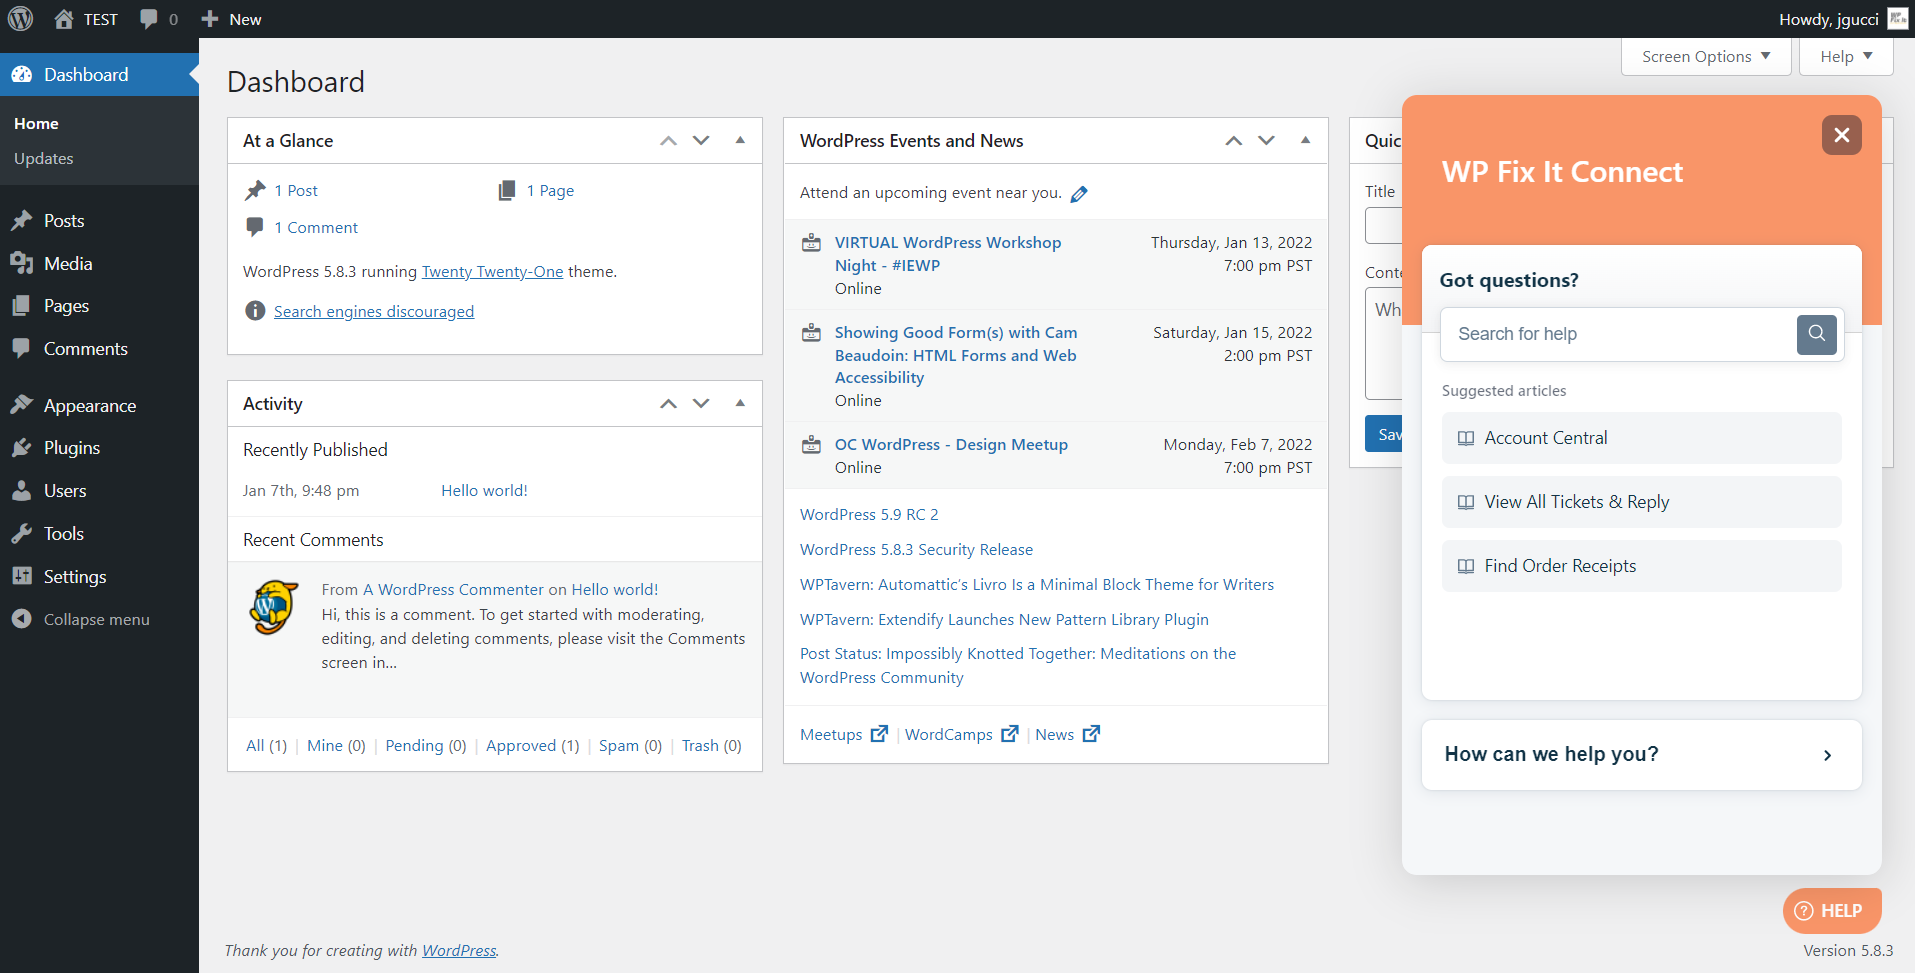 TEST
0
New
Howdy, jgucci
Dashboard
Home
Updates
Posts
Media
Pages
Comments
Appearance
Plugins
Users
Tools
Settings
Collapse menu
Screen Options
Help
Dashboard
At a Glance
1 Post
1 Page
1 Comment
WordPress 5.8.3 running Twenty Twenty-One theme.
Search engines discouraged
Activity
Recently Published
Jan 7th, 9:48 pm
Hello world!
Recent Comments
From A WordPress Commenter on Hello world!
Hi, this is a comment. To get started with moderating,
editing, and deleting comments, please visit the Comments
screen in…
All (1) | Mine (0) | Pending (0) | Approved (1) | Spam (0) | Trash (0)
WordPress Events and News
Attend an upcoming event near you.
VIRTUAL WordPress Workshop
Night - #IEWP
Online
Thursday, Jan 13, 2022
7:00 pm PST
Showing Good Form(s) with Cam
Beaudoin: HTML Forms and Web
Accessibility
Online
Saturday, Jan 15, 2022
2:00 pm PST
OC WordPress - Design Meetup
Online
Monday, Feb 7, 2022
7:00 pm PST
WordPress 5.9 RC 2
WordPress 5.8.3 Security Release
WPTavern: Automattic's Livro Is a Minimal Block Theme for Writers
WPTavern: Extendify Launches New Pattern Library Plugin
Post Status: Impossibly Knotted Together: Meditations on the
WordPress Community
Meetups | WordCamps | News
Quic
Title
Conte
Wh
Sav
WP Fix It Connect
Got questions?
Search for help
Suggested articles
Account Central
View All Tickets & Reply
Find Order Receipts
How can we help you?
HELP
Thank you for creating with WordPress.
Version 5.8.3